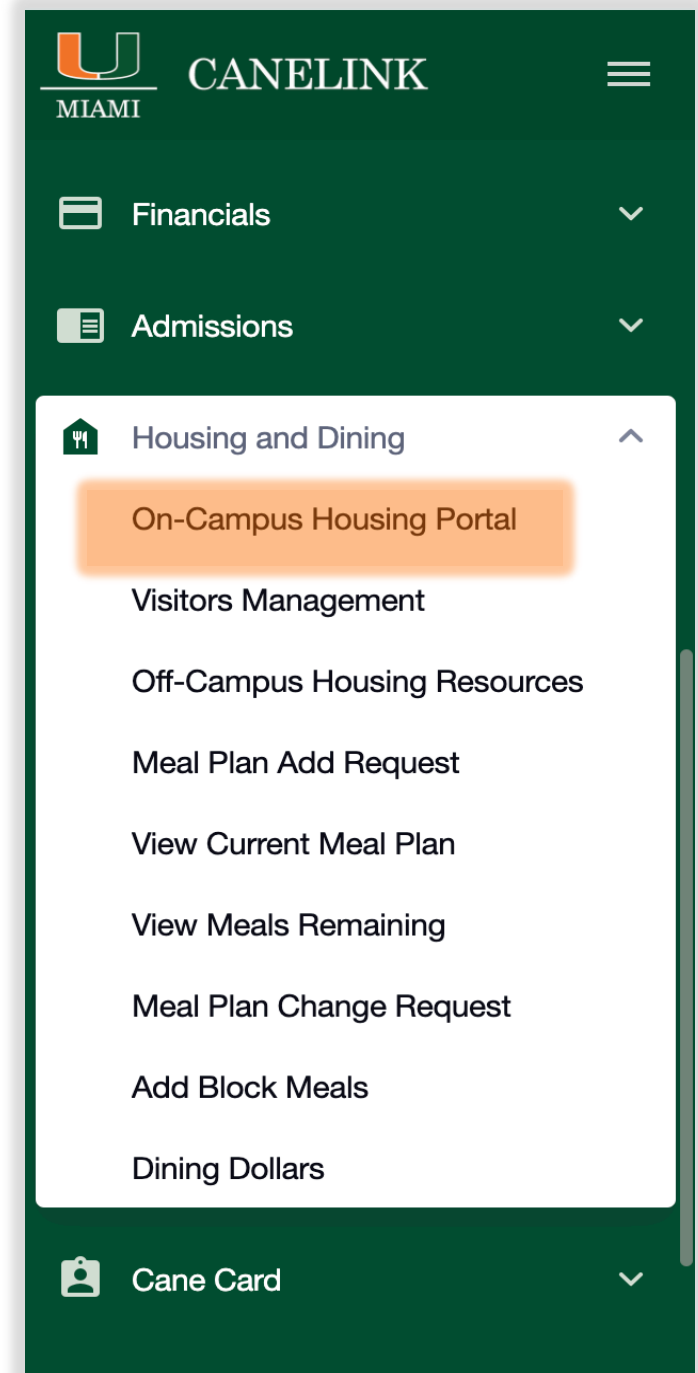 MIAMI
CANELINK
Financials
Admissions
Housing and Dining
On-Campus Housing Portal
Visitors Management
Off-Campus Housing Resources
Meal Plan Add Request
View Current Meal Plan
View Meals Remaining
Meal Plan Change Request
Add Block Meals
Dining Dollars
Cane Card